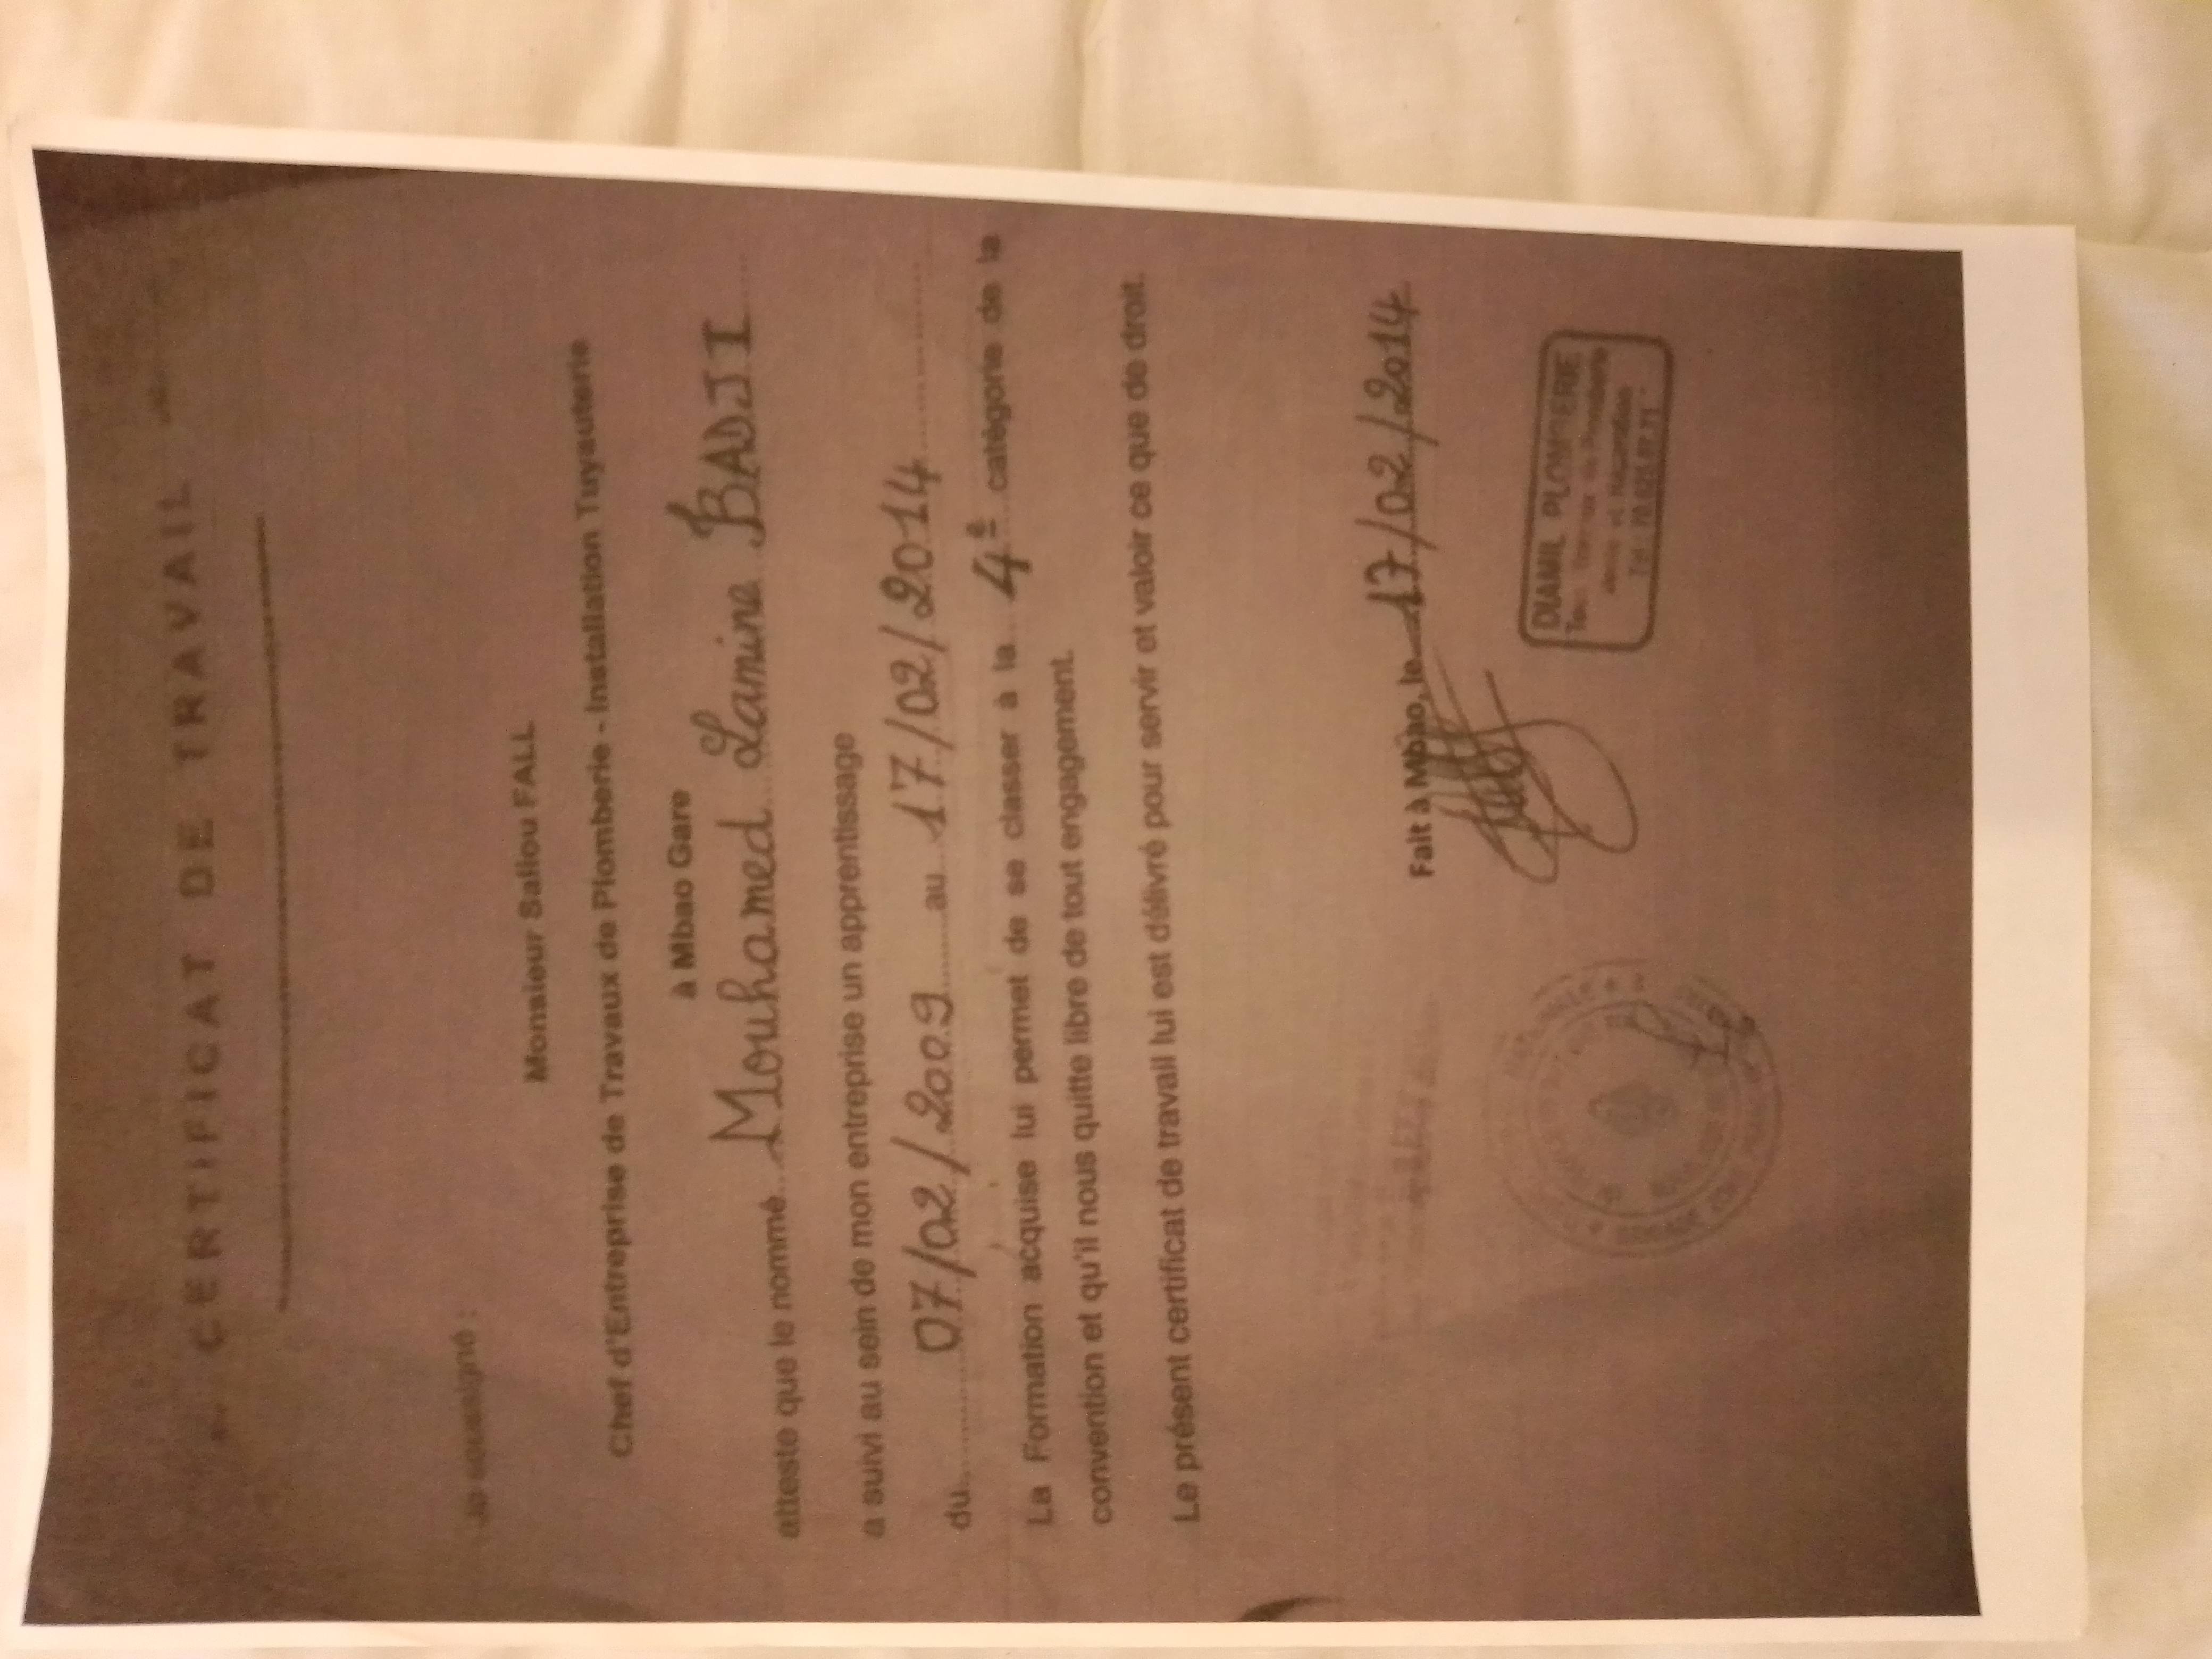 CERTIFICAT DE TRAVAIL
Je soussigné :
Monsieur Saliou FALL
Chef d'Entreprise de Travaux de Plomberie - Installation Tuyauterie
à Mbao Gare
atteste que le nommé Mouhamed Lamine BADJI
a suivi au sein de mon entreprise un apprentissage
du 07/02/2009 au 17/02/2014
La Formation acquise lui permet de se classer à la 4e catégorie de la
convention et qu'il nous quitte libre de tout engagement.
Le présent certificat de travail lui est délivré pour servir et valoir ce que de droit.
Fait à Mbao, le 17/02/2014
DIAMIL PLOMBERIE